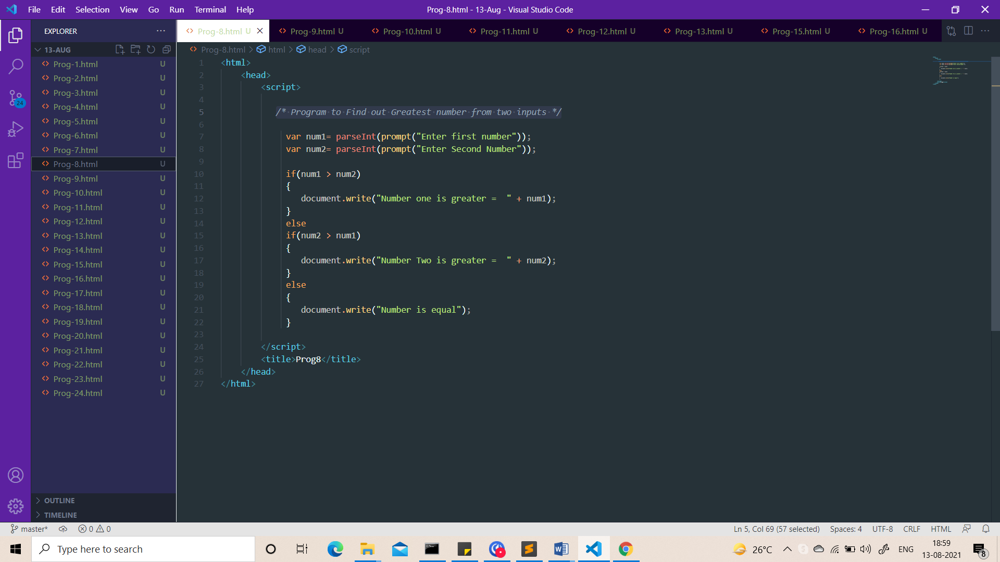 File Edit Selection View Go Run Terminal Help
Prog-8.html - 13-Aug - Visual Studio Code
EXPLORER
Prog-8.html U
Prog-9.html U
Prog-10.html U
Prog-11.html U
Prog-12.html U
Prog-13.html U
Prog-15.html U
Prog-16.html U
13-AUG
Prog-1.html U
Prog-2.html U
Prog-3.html U
Prog-4.html U
Prog-5.html U
Prog-6.html U
Prog-7.html U
Prog-8.html U
Prog-9.html U
Prog-10.html U
Prog-11.html U
Prog-12.html U
Prog-13.html U
Prog-14.html U
Prog-15.html U
Prog-16.html U
Prog-17.html U
Prog-18.html U
Prog-19.html U
Prog-20.html U
Prog-21.html U
Prog-22.html U
Prog-23.html U
Prog-24.html U
OUTLINE
TIMELINE
24
Prog-8.html > html > head > script
1 <html>
2 <head>
3 <script>
4
5 /* Program to Find out Greatest number from two inputs */
6
7 var num1= parseInt(prompt("Enter first number"));
8 var num2= parseInt(prompt("Enter Second Number"));
9
10 if(num1 > num2)
11 {
12 document.write("Number one is greater =  " + num1);
13 }
14 else
15 if(num2 > num1)
16 {
17 document.write("Number Two is greater =  " + num2);
18 }
19 else
20 {
21 document.write("Number is equal");
22 }
23
24 </script>
25 <title>Prog8</title>
26 </head>
27 </html>
master* 0 0
Ln 5, Col 69 (57 selected) Spaces: 4 UTF-8 CRLF HTML
Type here to search
26°C ENG
18:59
13-08-2021
8